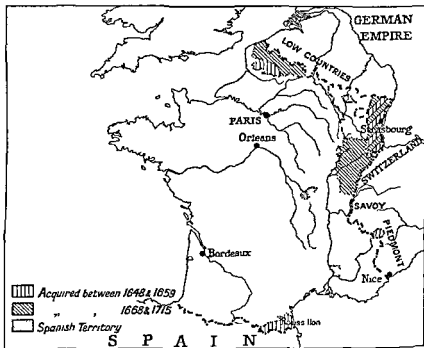 GERMAN
EMPIRE
LOW COUNTRIES
PARIS
Strasbourg
Orleans
SWITZERLAND
SAVOY
PIEDMONT
Bordeaux
Nice
Acquired between 1648 & 1659
" , 1668 & 1715
Spanish Territory
SPAIN